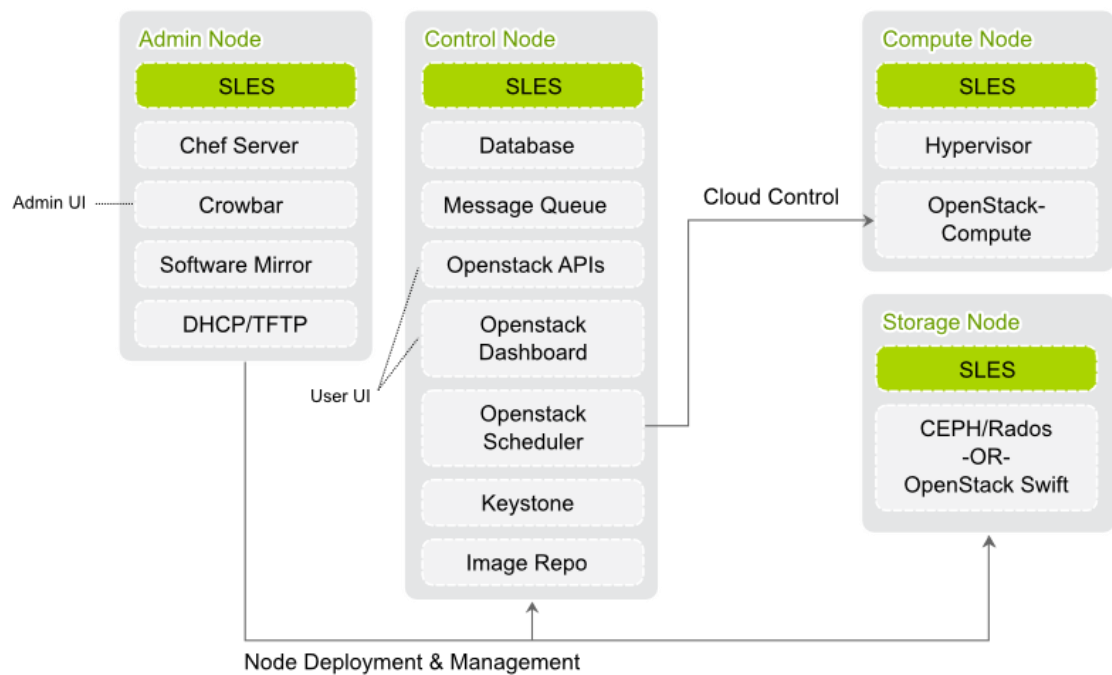 Admin Node
SLES
Chef Server
Crowbar
Software Mirror
DHCP/TFTP
Admin UI
Control Node
SLES
Database
Message Queue
Openstack APIs
Openstack
Dashboard
Openstack
Scheduler
Keystone
Image Repo
User UI
Cloud Control
Compute Node
SLES
Hypervisor
OpenStack-
Compute
Storage Node
SLES
CEPH/Rados
-OR-
OpenStack Swift
Node Deployment & Management